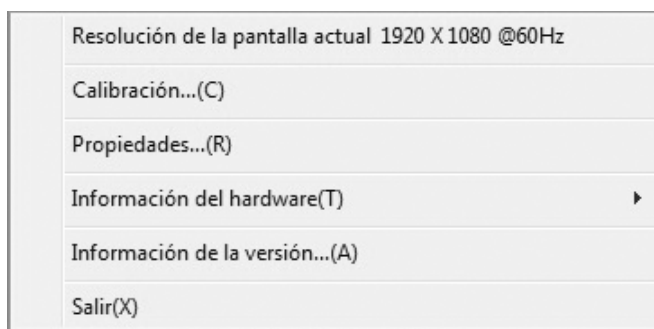 Resolución de la pantalla actual 1920 X 1080 @60Hz
Calibración...(C)
Propiedades...(R)
Información del hardware(T)
Información de la versión...(A)
Salir(X)